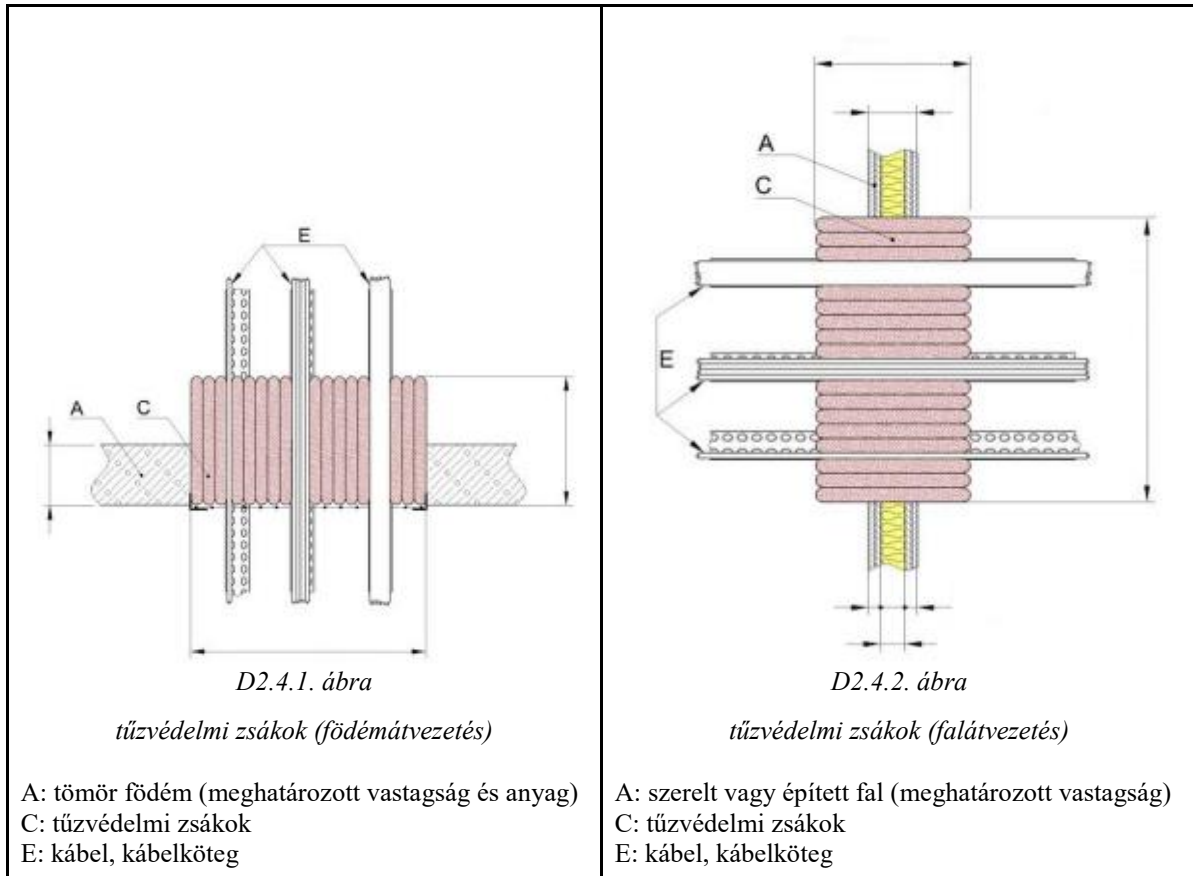 E
A
C
D2.4.1. ábra
tűzvédelmi zsákok (födémátvezetés)
A: tömör födém (meghatározott vastagság és anyag)
C: tűzvédelmi zsákok
E: kábel, kábelköteg
A
C
E
D2.4.2. ábra
tűzvédelmi zsákok (falátvezetés)
A: szerelt vagy épített fal (meghatározott vastagság)
C: tűzvédelmi zsákok
E: kábel, kábelköteg